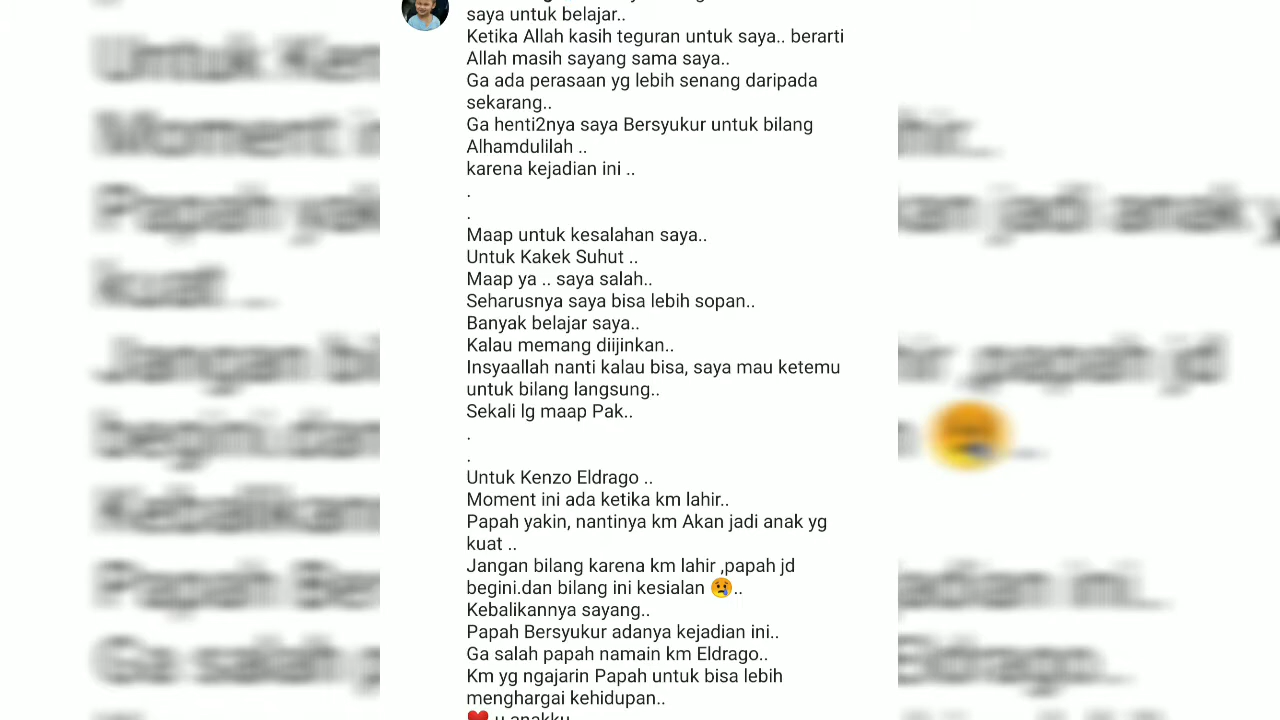 saya untuk belajar..
Ketika Allah kasih teguran untuk saya.. berarti
Allah masih sayang sama saya..
Ga ada perasaan yg lebih senang daripada
sekarang..
Ga henti2nya saya Bersyukur untuk bilang
Alhamdulilah ..
karena kejadian ini ..
.
.
Maap untuk kesalahan saya..
Untuk Kakek Suhut ..
Maap ya .. saya salah..
Seharusnya saya bisa lebih sopan..
Banyak belajar saya..
Kalau memang diijinkan..
Insyaallah nanti kalau bisa, saya mau ketemu
untuk bilang langsung..
Sekali lg maap Pak..
.
.
Untuk Kenzo Eldrago ..
Moment ini ada ketika km lahir..
Papah yakin, nantinya km Akan jadi anak yg
kuat ..
Jangan bilang karena km lahir ,papah jd
begini.dan bilang ini kesialan 😢..
Kebalikannya sayang..
Papah Bersyukur adanya kejadian ini..
Ga salah papah namain km Eldrago..
Km yg ngajarin Papah untuk bisa lebih
menghargai kehidupan..
❤️ u anakku